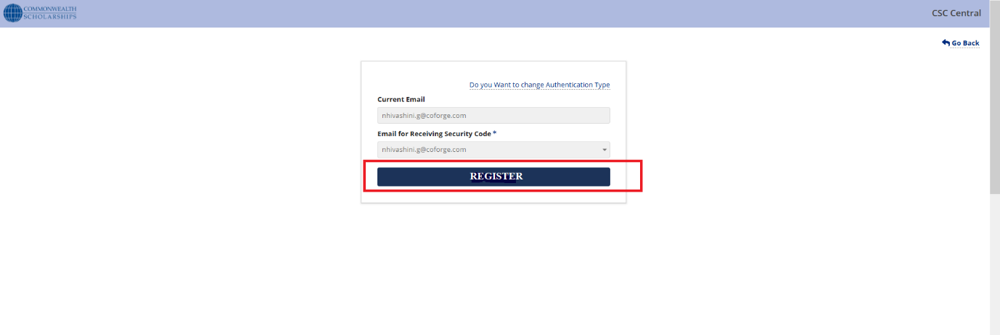 COMMONWEALTH
SCHOLARSHIPS
CSC Central
Go Back
Do you Want to change Authentication Type
Current Email
nhivashini.g@coforge.com
Email for Receiving Security Code *
nhivashini.g@coforge.com
REGISTER